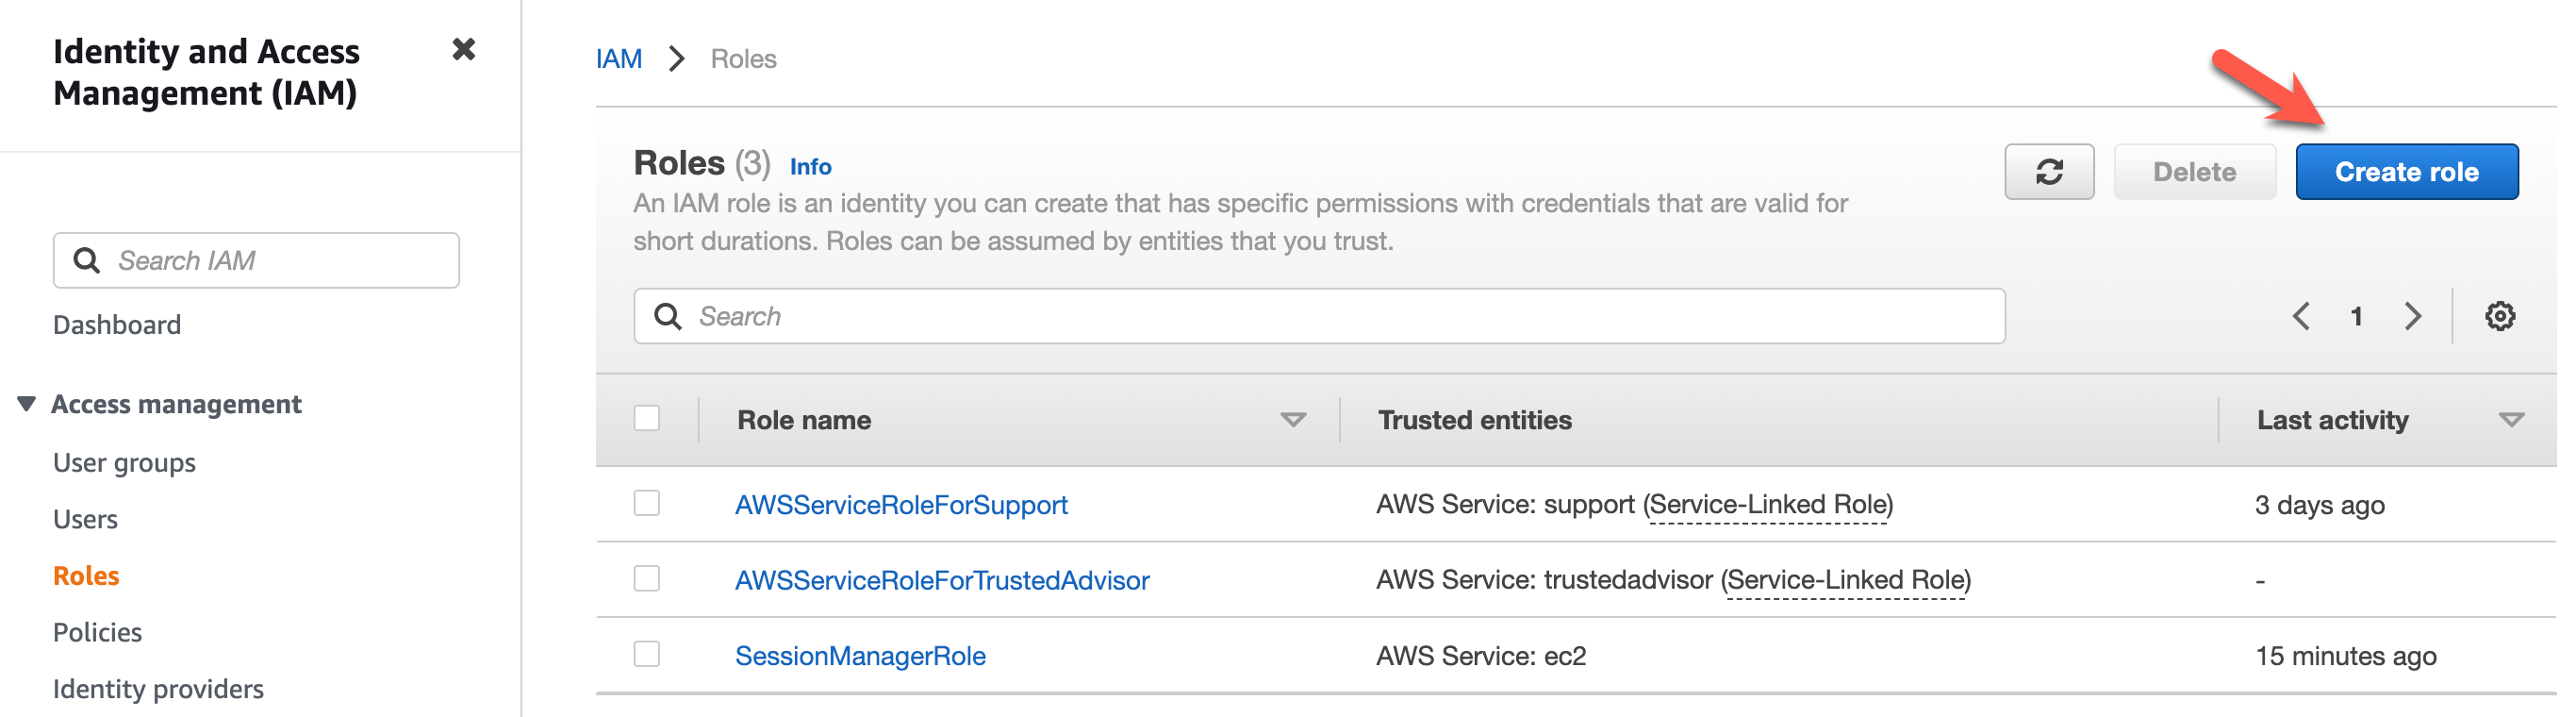 Identity and Access
Management (IAM)
Search IAM
Dashboard
Access management
User groups
Users
Roles
Policies
Identity providers
IAM > Roles
Roles (3) Info
An IAM role is an identity you can create that has specific permissions with credentials that are valid for
short durations. Roles can be assumed by entities that you trust.
Delete
Create role
Search
1
Role name Trusted entities Last activity
AWSServiceRoleForSupport AWS Service: support (Service-Linked Role) 3 days ago
AWSServiceRoleForTrustedAdvisor AWS Service: trustedadvisor (Service-Linked Role) -
SessionManagerRole AWS Service: ec2 15 minutes ago